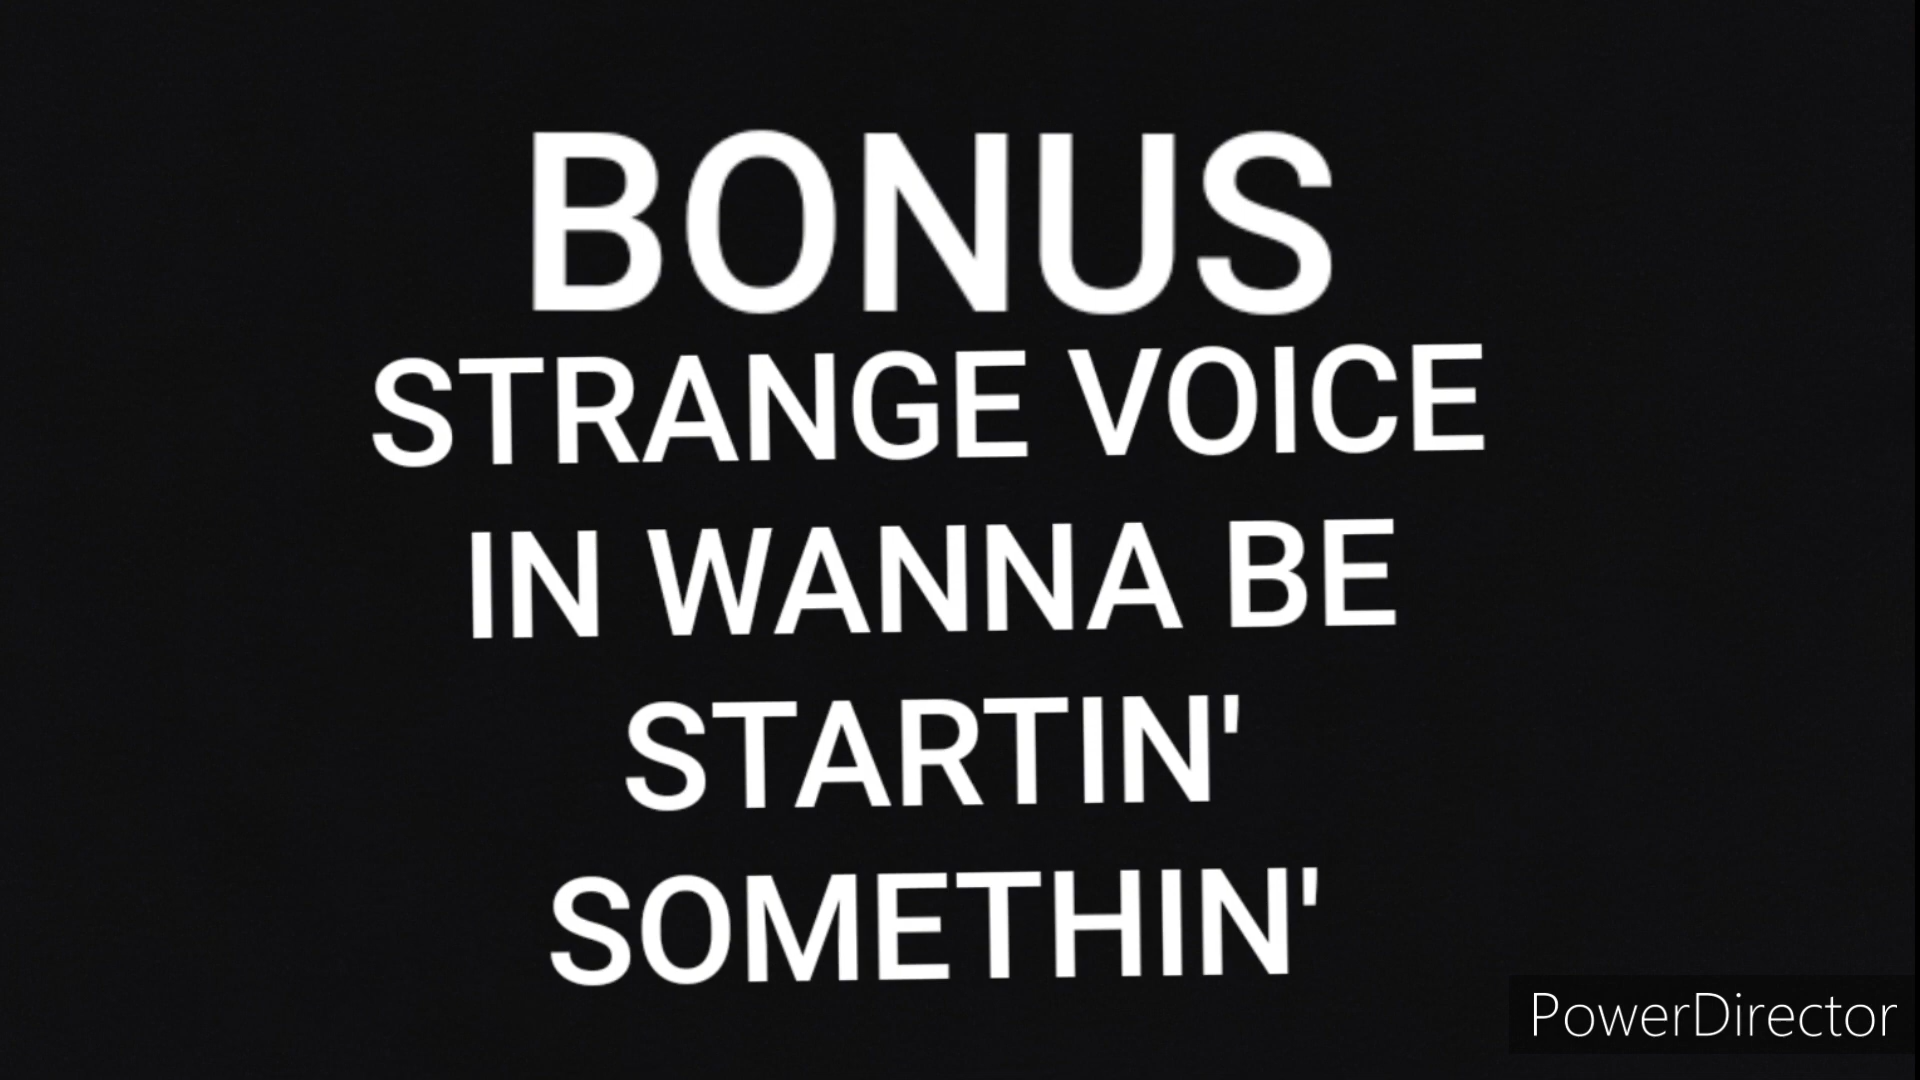 BONUS
STRANGE VOICE
IN WANNA BE
STARTIN'
SOMETHIN'
PowerDirector